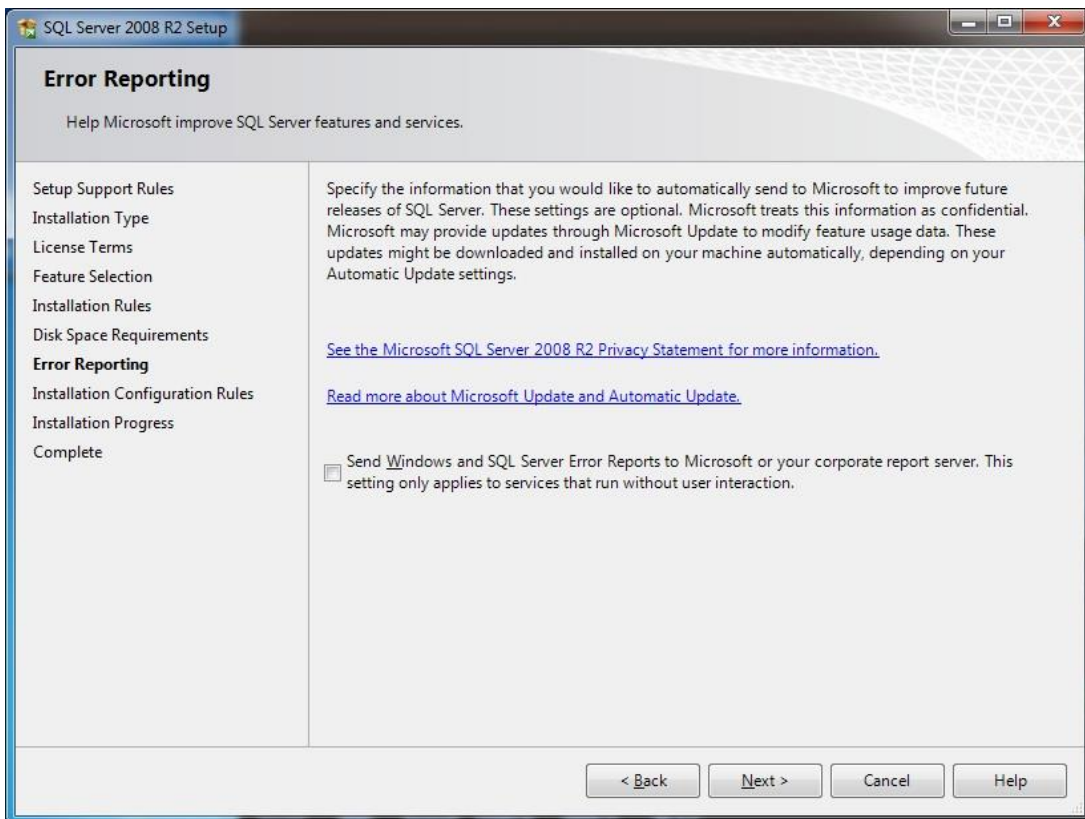 SQL Server 2008 R2 Setup
Error Reporting
Help Microsoft improve SQL Server features and services.
Setup Support Rules
Installation Type
License Terms
Feature Selection
Installation Rules
Disk Space Requirements
Error Reporting
Installation Configuration Rules
Installation Progress
Complete
Specify the information that you would like to automatically send to Microsoft to improve future
releases of SQL Server. These settings are optional. Microsoft treats this information as confidential.
Microsoft may provide updates through Microsoft Update to modify feature usage data. These
updates might be downloaded and installed on your machine automatically, depending on your
Automatic Update settings.
See the Microsoft SQL Server 2008 R2 Privacy Statement for more information.
Read more about Microsoft Update and Automatic Update.
Send Windows and SQL Server Error Reports to Microsoft or your corporate report server. This
setting only applies to services that run without user interaction.
< Back
Next >
Cancel
Help